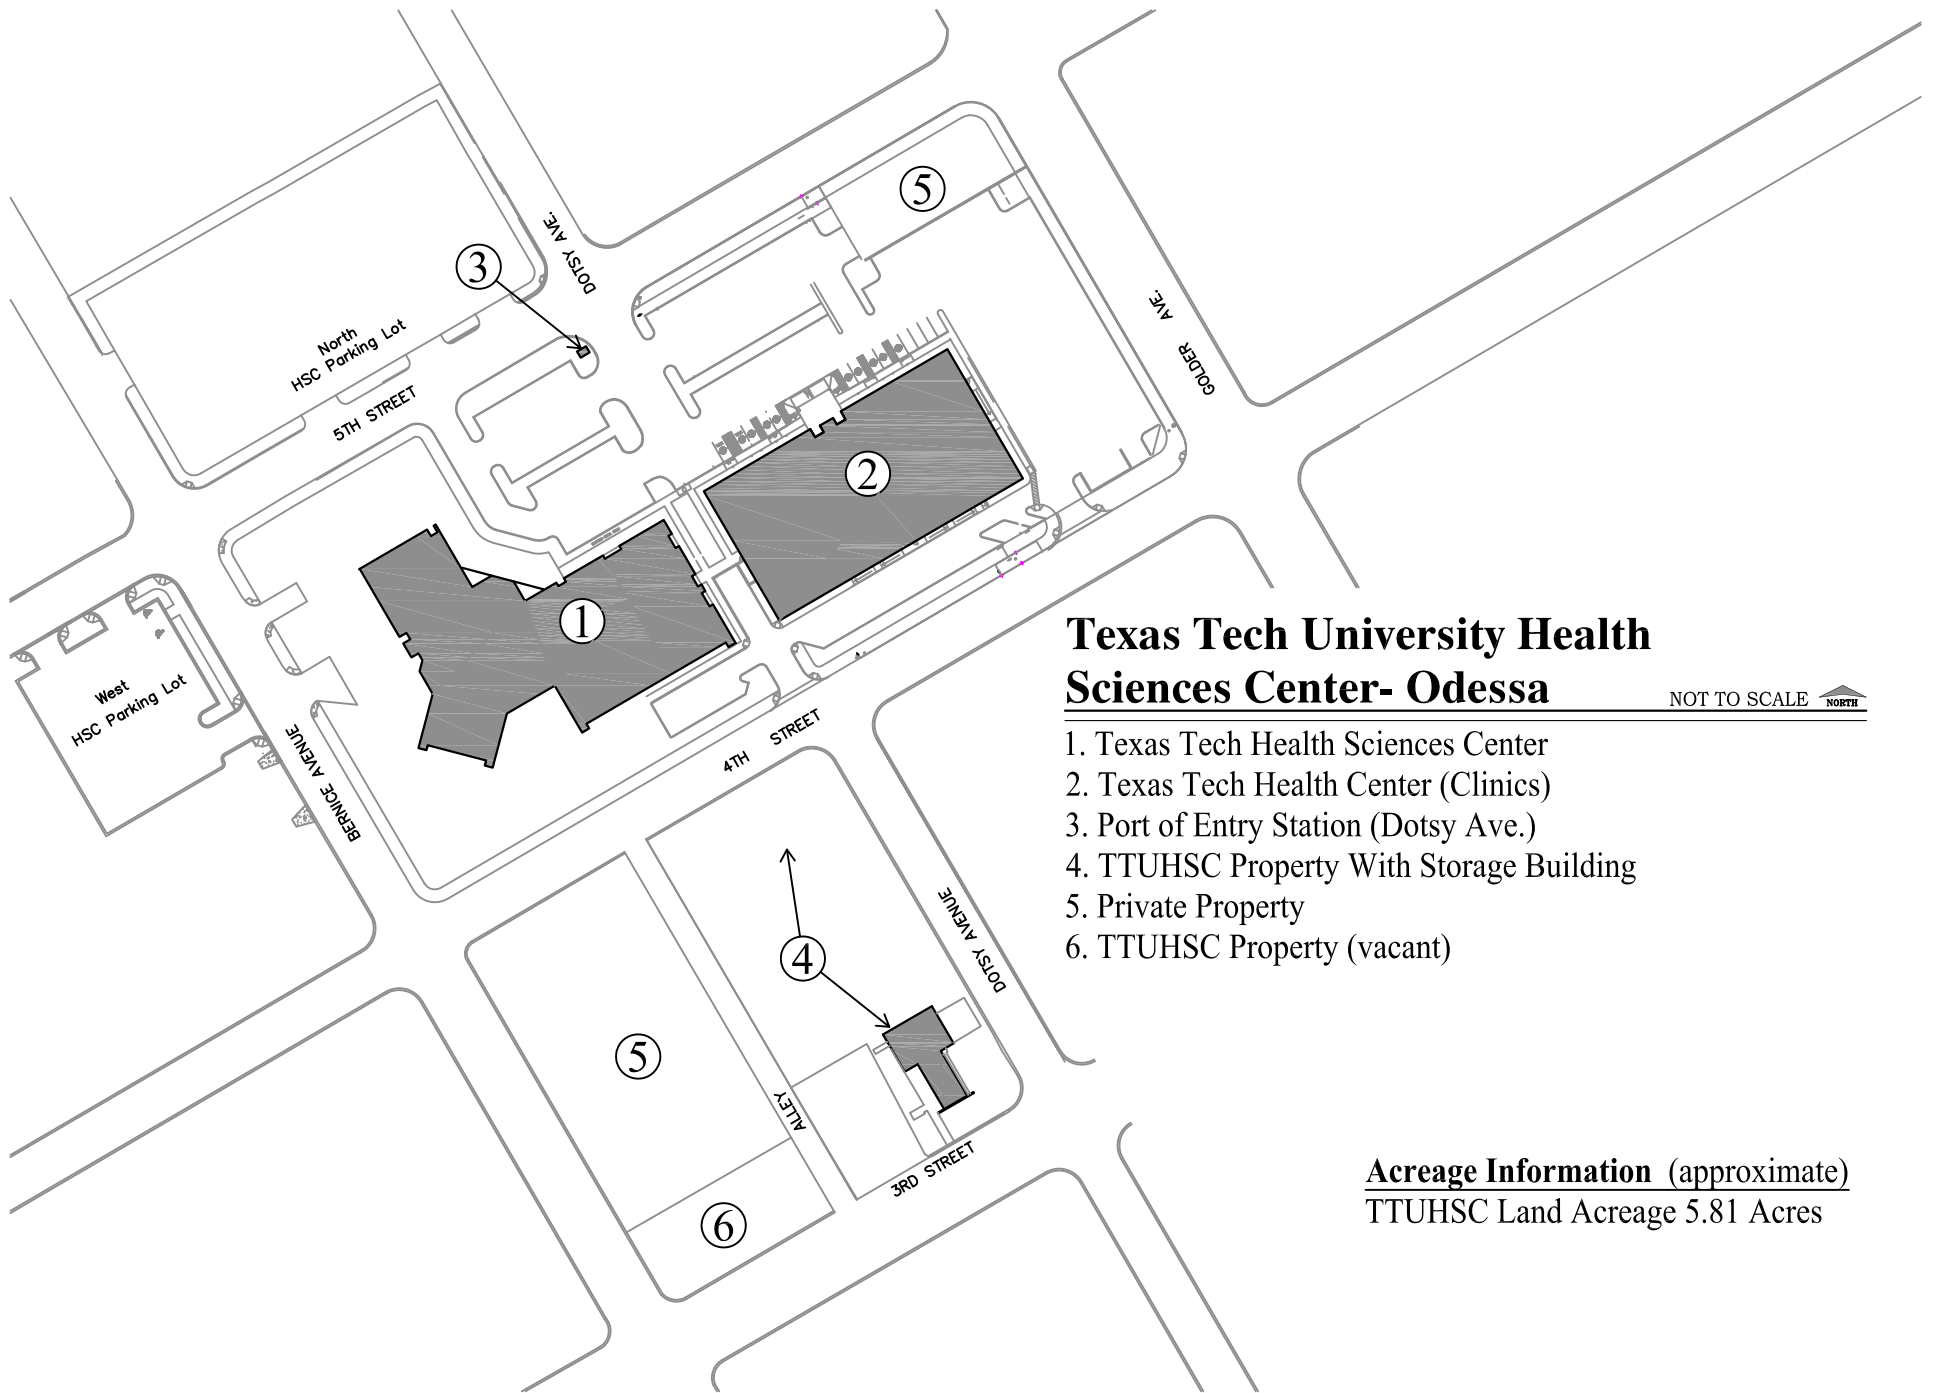 5
DOTSY AVE.
3
North
HSC Parking Lot
GOLDER AVE.
5TH STREET
2
1
West
HSC Parking Lot
BERNICE AVENUE
4TH STREET
Texas Tech University Health
Sciences Center- Odessa
NOT TO SCALE
NORTH
1. Texas Tech Health Sciences Center
2. Texas Tech Health Center (Clinics)
3. Port of Entry Station (Dotsy Ave.)
4. TTUHSC Property With Storage Building
5. Private Property
6. TTUHSC Property (vacant)
DOTSY AVENUE
4
5
ALLEY
3RD STREET
6
Acreage Information (approximate)
TTUHSC Land Acreage 5.81 Acres